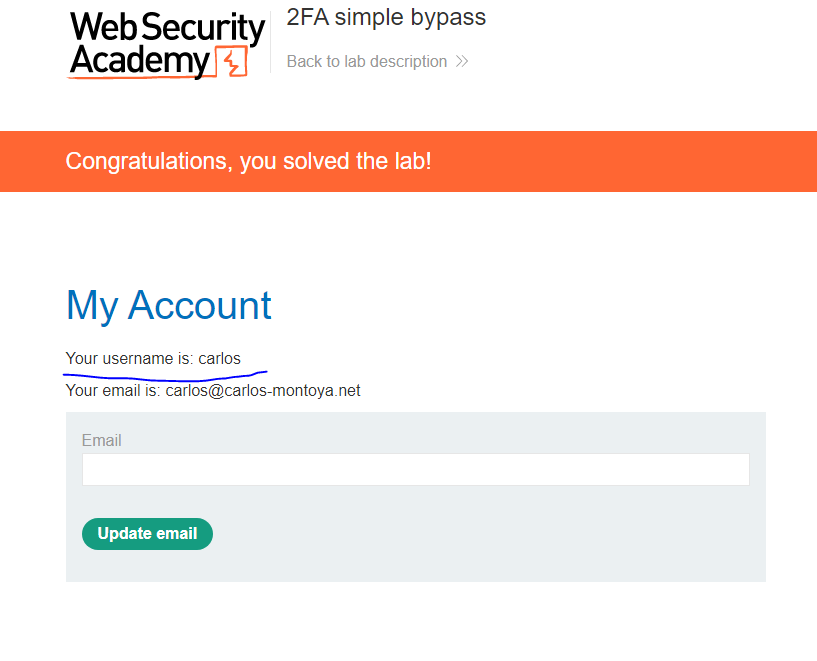 Web Security
Academy
2FA simple bypass
Back to lab description
Congratulations, you solved the lab!
My Account
Your username is: carlos
Your email is: carlos@carlos-montoya.net
Email
Update email